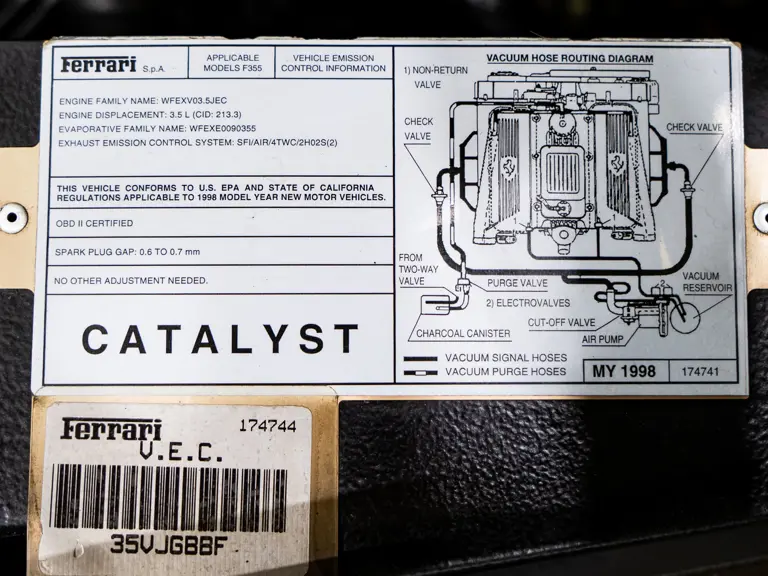 Ferrari S.p.A.
APPLICABLE
MODELS F355
VEHICLE EMISSION
CONTROL INFORMATION
ENGINE FAMILY NAME: WFEXV03.5JEC
ENGINE DISPLACEMENT: 3.5 L (CID: 213.3)
EVAPORATIVE FAMILY NAME: WFEXE0090355
EXHAUST EMISSION CONTROL SYSTEM: SFI/AIR/4TWC/2H02S(2)
THIS VEHICLE CONFORMS TO U.S. EPA AND STATE OF CALIFORNIA
REGULATIONS APPLICABLE TO 1998 MODEL YEAR NEW MOTOR VEHICLES.
OBD II CERTIFIED
SPARK PLUG GAP: 0.6 TO 0.7 mm
NO OTHER ADJUSTMENT NEEDED.
CATALYST
VACUUM HOSE ROUTING DIAGRAM
1) NON-RETURN
VALVE
CHECK
VALVE
CHECK VALVE
FROM
TWO-WAY
VALVE
PURGE VALVE
2) ELECTROVALVES
VACUUM
RESERVOIR
CUT-OFF VALVE
CHARCOAL CANISTER
AIR PUMP
VACUUM SIGNAL HOSES
VACUUM PURGE HOSES
MY 1998
174741
Ferrari
174744
V.E.C.
35VJGBBF